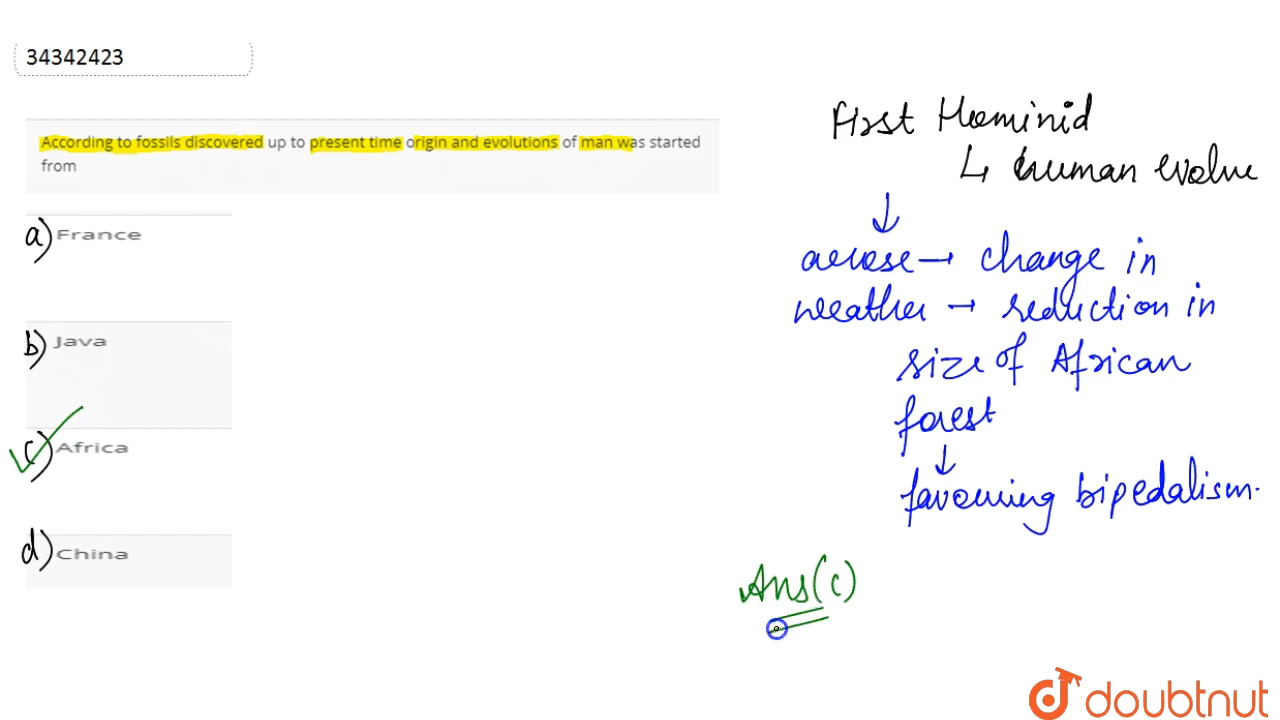 34342423
According to fossils discovered up to present time origin and evolutions of man was started
from
a) France
b) Java
c) Africa
d) China
First Hominid
↳ human evolve
↓
arose → change in
weather → reduction in
size of African
forest
↓
favouring bipedalism.
Ans (c)
doubtnut